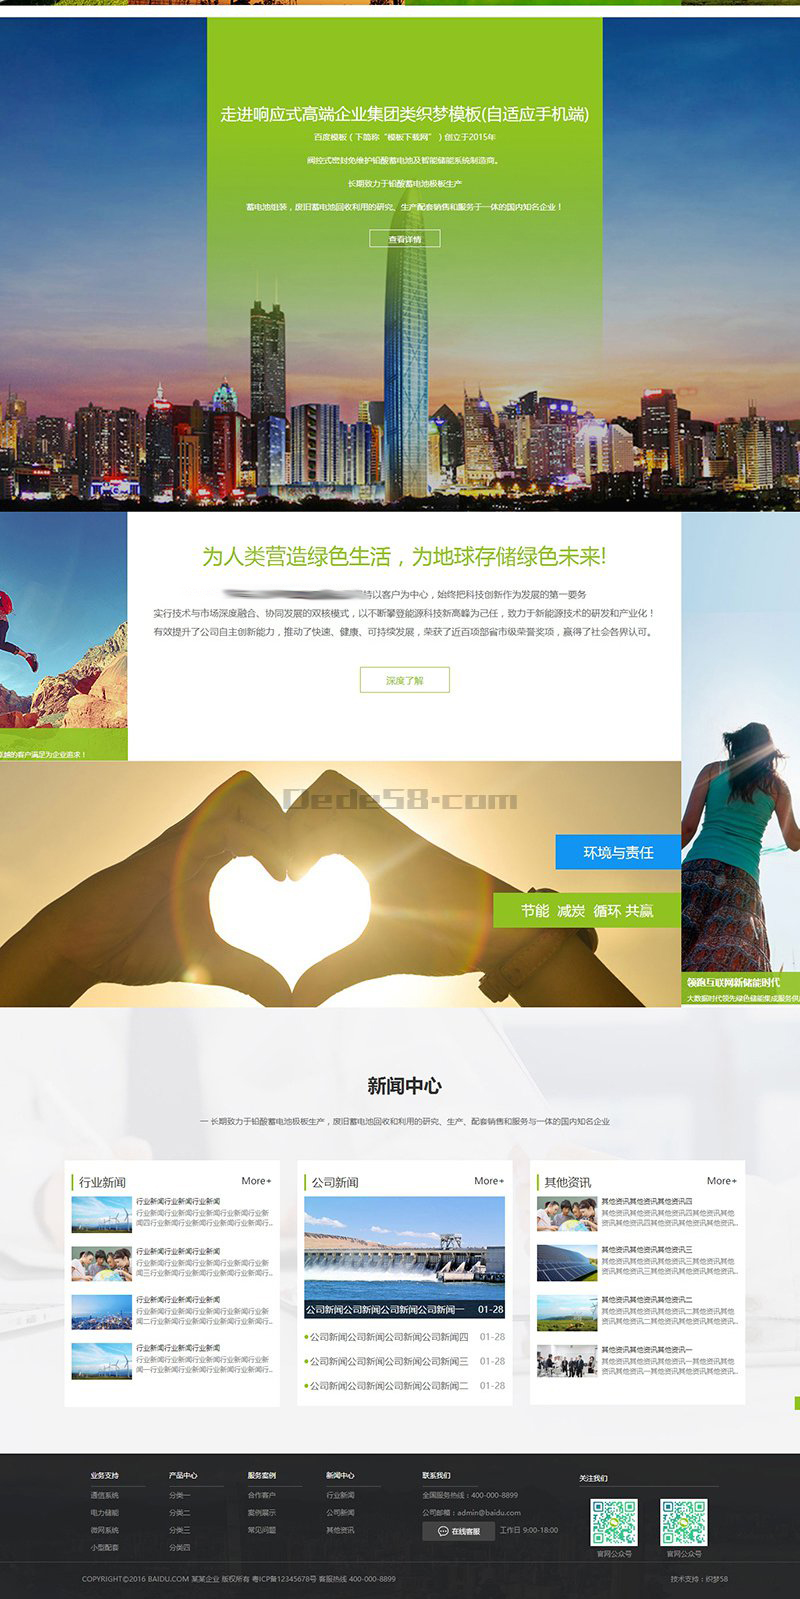 走进响应式高端企业集团类织梦模板(自适应手机端)
百度模板（下简称“模板下载网”）创立于2015年
阀控式密封免维护铅酸蓄电池及智能储能系统制造商。
长期致力于铅酸蓄电池极板生产
蓄电池组装，废旧蓄电池回收利用的研究、生产配套销售和服务于一体的国内知名企业！
查看详情
为人类营造绿色生活，为地球存储绿色未来!
持以客户为中心，始终把科技创新作为发展的第一要务
实行技术与市场深度融合、协同发展的双核模式，以不断攀登能源科技新高峰为己任，致力于新能源技术的研发和产业化！
有效提升了公司自主创新能力，推动了快速、健康、可持续发展，荣获了近百项部省市级荣誉奖项，赢得了社会各界认可。
深度了解
越的客户满足为企业追求！
Dede58.com
环境与责任
节能 减炭 循环 共赢
领跑互联网新储能时代
大数据时代领先绿色储能集成服务供
新闻中心
一 长期致力于铅酸蓄电池极板生产，废旧蓄电池回收和利用的研究、生产、配套销售和服务与一体的国内知名企业
行业新闻 More+
行业新闻行业新闻行业新闻
行业新闻行业新闻行业新闻行业新闻行业新
闻四行业新闻行业新闻行业新闻行业新闻...
行业新闻行业新闻行业新闻
行业新闻行业新闻行业新闻行业新闻行业新
闻三行业新闻行业新闻行业新闻行业新闻...
行业新闻行业新闻行业新闻
行业新闻行业新闻行业新闻行业新闻行业新
闻二行业新闻行业新闻行业新闻行业新闻...
行业新闻行业新闻行业新闻
行业新闻行业新闻行业新闻行业新闻行业新
闻一行业新闻行业新闻行业新闻行业新闻...
公司新闻 More+
公司新闻公司新闻公司新闻公司新闻一 01-28
公司新闻公司新闻公司新闻公司新闻四 01-28
公司新闻公司新闻公司新闻公司新闻三 01-28
公司新闻公司新闻公司新闻公司新闻二 01-28
其他资讯 More+
其他资讯其他资讯其他资讯四
其他资讯其他资讯其他资讯四其他资讯其他
资讯其他资讯四其他资讯其他资讯其他资讯...
其他资讯其他资讯其他资讯三
其他资讯其他资讯其他资讯三其他资讯其他
资讯其他资讯三其他资讯其他资讯其他资讯...
其他资讯其他资讯其他资讯二
其他资讯其他资讯其他资讯二其他资讯其他
资讯其他资讯二其他资讯其他资讯其他资讯...
其他资讯其他资讯其他资讯一
其他资讯其他资讯其他资讯一其他资讯其他
资讯其他资讯一其他资讯其他资讯其他资讯...
业务支持
通信系统
电力储能
微网系统
小型配套
产品中心
分类一
分类二
分类三
分类四
服务案例
合作客户
案例展示
常见问题
新闻中心
行业新闻
公司新闻
其他资讯
联系我们
全国服务热线：400-000-8899
公司邮箱：admin@baidu.com
在线客服 工作日 9:00-18:00
关注我们
官网公众号 官网公众号
COPYRIGHT©2016 BAIDU.COM 某某企业 版权所有 粤ICP备12345678号 客服热线 400-000-8899
技术支持：织梦58